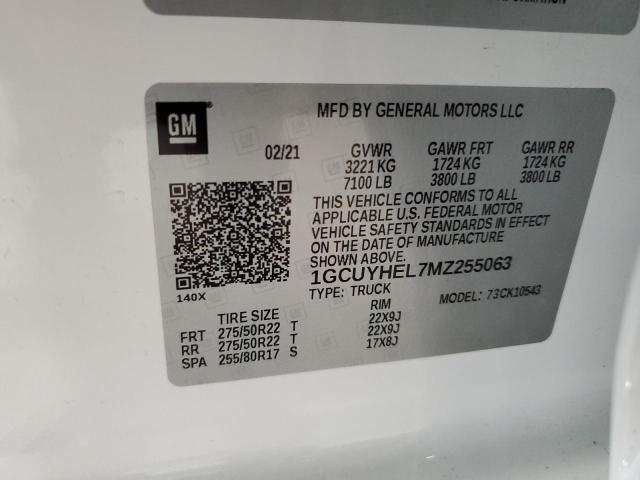 GM
MFD BY GENERAL MOTORS LLC
02/21 GVWR GAWR FRT GAWR RR
3221 KG 1724 KG 1724 KG
7100 LB 3800 LB 3800 LB
THIS VEHICLE CONFORMS TO ALL
APPLICABLE U.S. FEDERAL MOTOR
VEHICLE SAFETY STANDARDS IN EFFECT
ON THE DATE OF MANUFACTURE
SHOWN ABOVE.
1GCUYHEL7MZ255063
140X TYPE: TRUCK MODEL: 73CK10543
TIRE SIZE RIM
FRT 275/50R22 T 22X9J
RR 275/50R22 T 22X9J
SPA 255/80R17 S 17X8J